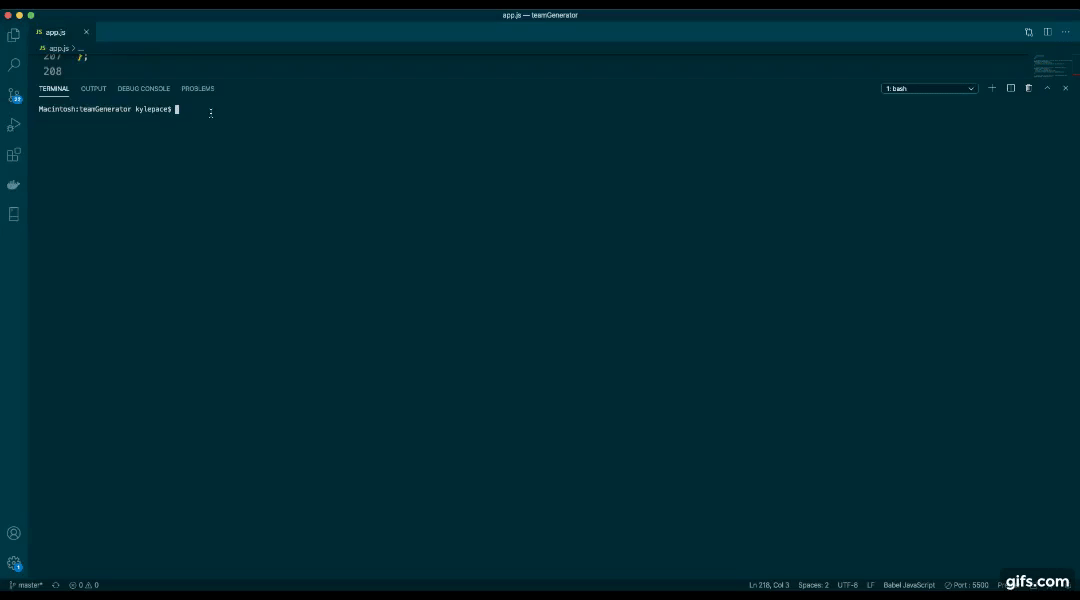 app.js — teamGenerator
JS app.js ×
JS app.js > ...
207 };
208
TERMINAL OUTPUT DEBUG CONSOLE PROBLEMS 1: bash
Macintosh:teamGenerator kylepace$
master* 0 0 Ln 218, Col 3 Spaces: 2 UTF-8 LF Babel JavaScript Port : 5500
gifs.com